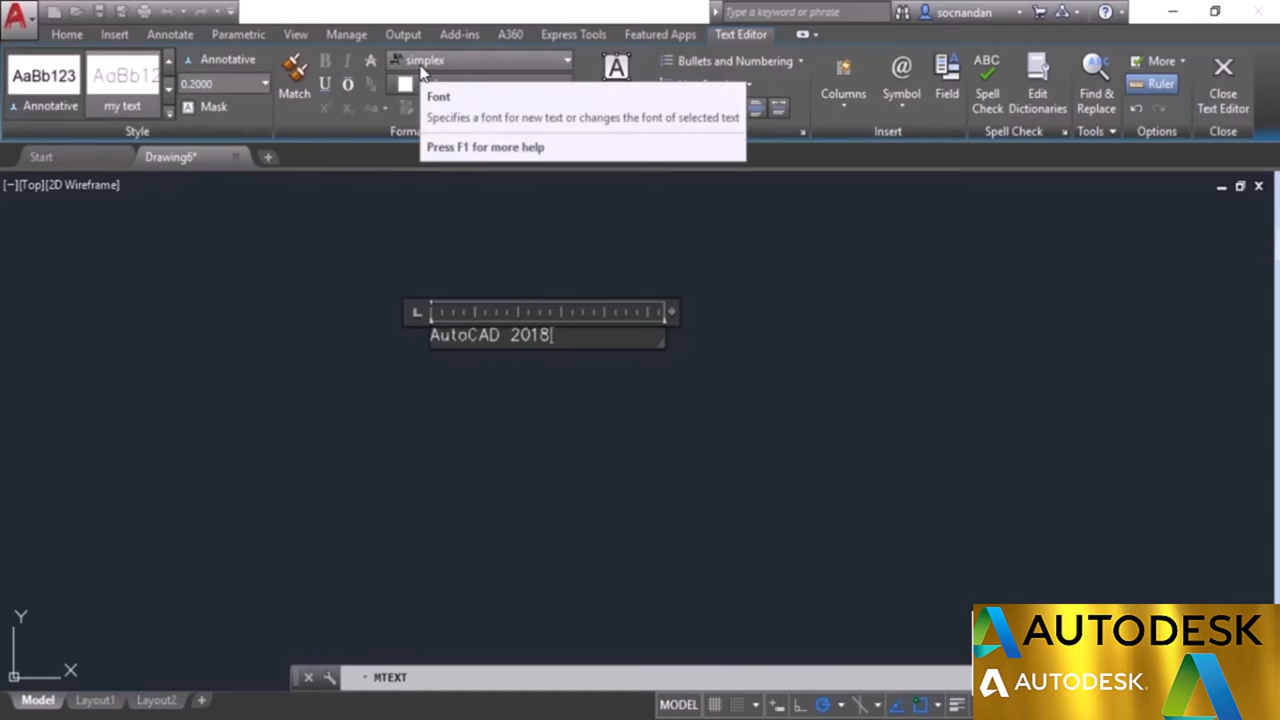 Type a keyword or phrase
socnandan
Home Insert Annotate Parametric View Manage Output Add-ins A360 Express Tools Featured Apps Text Editor
AaBb123 AaBb12 Annotative simplex Bullets and Numbering ABC More
0.2000 Match Columns Symbol Field Spell Check Edit Dictionaries Find & Replace Ruler Close Text Editor
Annotative my text Mask
Style Insert Spell Check Tools Options Close
Font
Specifies a font for new text or changes the font of selected text
Press F1 for more help
Start Drawing6*
[−][Top][2D Wireframe]
AutoCAD 2018
Y
X
MTEXT
Model Layout1 Layout2 + MODEL
AUTODESK
AUTODESK.